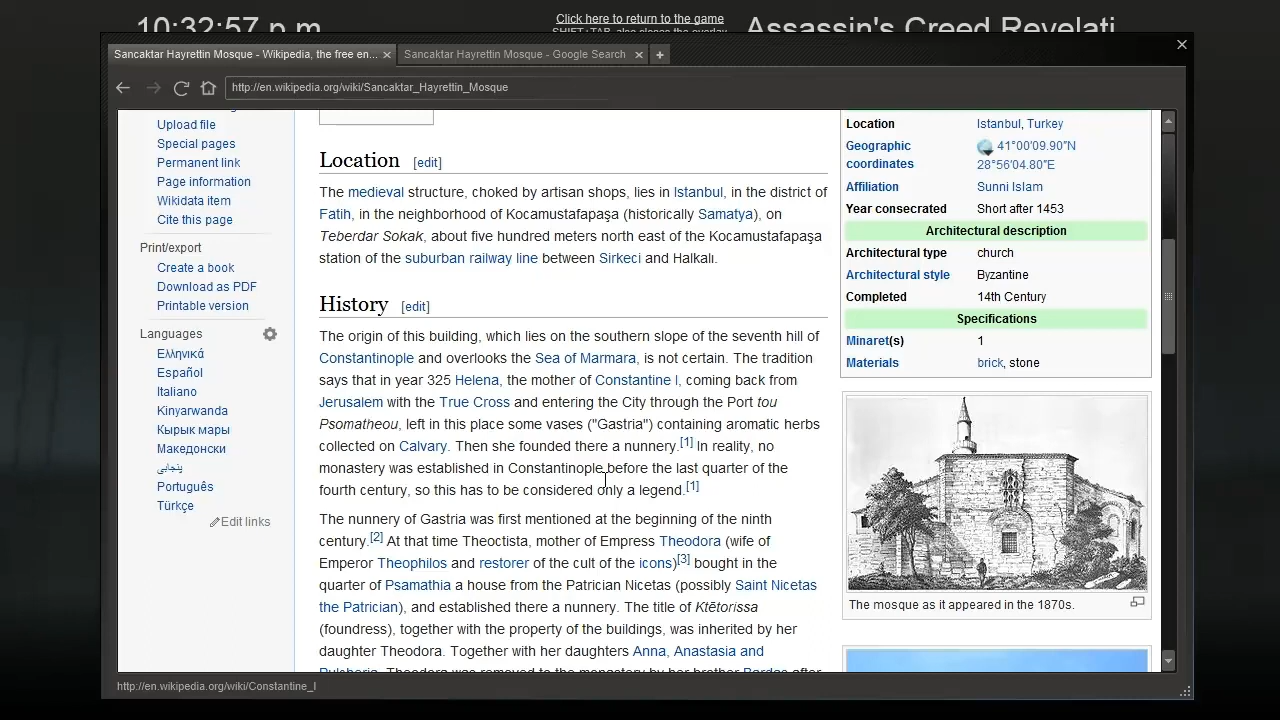 10:32:57 p.m
Click here to return to the game
SHIFT+TAB also closes the overlay
Assassin's Creed Revelati
Sancaktar Hayrettin Mosque - Wikipedia, the free en...
Sancaktar Hayrettin Mosque - Google Search
http://en.wikipedia.org/wiki/Sancaktar_Hayrettin_Mosque
Upload file
Special pages
Permanent link
Page information
Wikidata item
Cite this page
Print/export
Create a book
Download as PDF
Printable version
Languages
Ελληνικά
Español
Italiano
Kinyarwanda
Кырык мары
Македонски
پنجابی
Português
Türkçe
Edit links
Location [edit]
The medieval structure, choked by artisan shops, lies in Istanbul, in the district of
Fatih, in the neighborhood of Kocamustafapaşa (historically Samatya), on
Teberdar Sokak, about five hundred meters north east of the Kocamustafapaşa
station of the suburban railway line between Sirkeci and Halkalı.
History [edit]
The origin of this building, which lies on the southern slope of the seventh hill of
Constantinople and overlooks the Sea of Marmara, is not certain. The tradition
says that in year 325 Helena, the mother of Constantine I, coming back from
Jerusalem with the True Cross and entering the City through the Port tou
Psomatheou, left in this place some vases ("Gastria") containing aromatic herbs
collected on Calvary. Then she founded there a nunnery.[1] In reality, no
monastery was established in Constantinople before the last quarter of the
fourth century, so this has to be considered only a legend.[1]
The nunnery of Gastria was first mentioned at the beginning of the ninth
century.[2] At that time Theoctista, mother of Empress Theodora (wife of
Emperor Theophilos and restorer of the cult of the icons)[3] bought in the
quarter of Psamathia a house from the Patrician Nicetas (possibly Saint Nicetas
the Patrician), and established there a nunnery. The title of Ktētorissa
(foundress), together with the property of the buildings, was inherited by her
daughter Theodora. Together with her daughters Anna, Anastasia and
Pulcheria, Theodora was removed to the monastery by her brother Bardas after
Location Istanbul, Turkey
Geographic 41°00′09.90″N
coordinates 28°56′04.80″E
Affiliation Sunni Islam
Year consecrated Short after 1453
Architectural description
Architectural type church
Architectural style Byzantine
Completed 14th Century
Specifications
Minaret(s) 1
Materials brick, stone
The mosque as it appeared in the 1870s.
http://en.wikipedia.org/wiki/Constantine_I